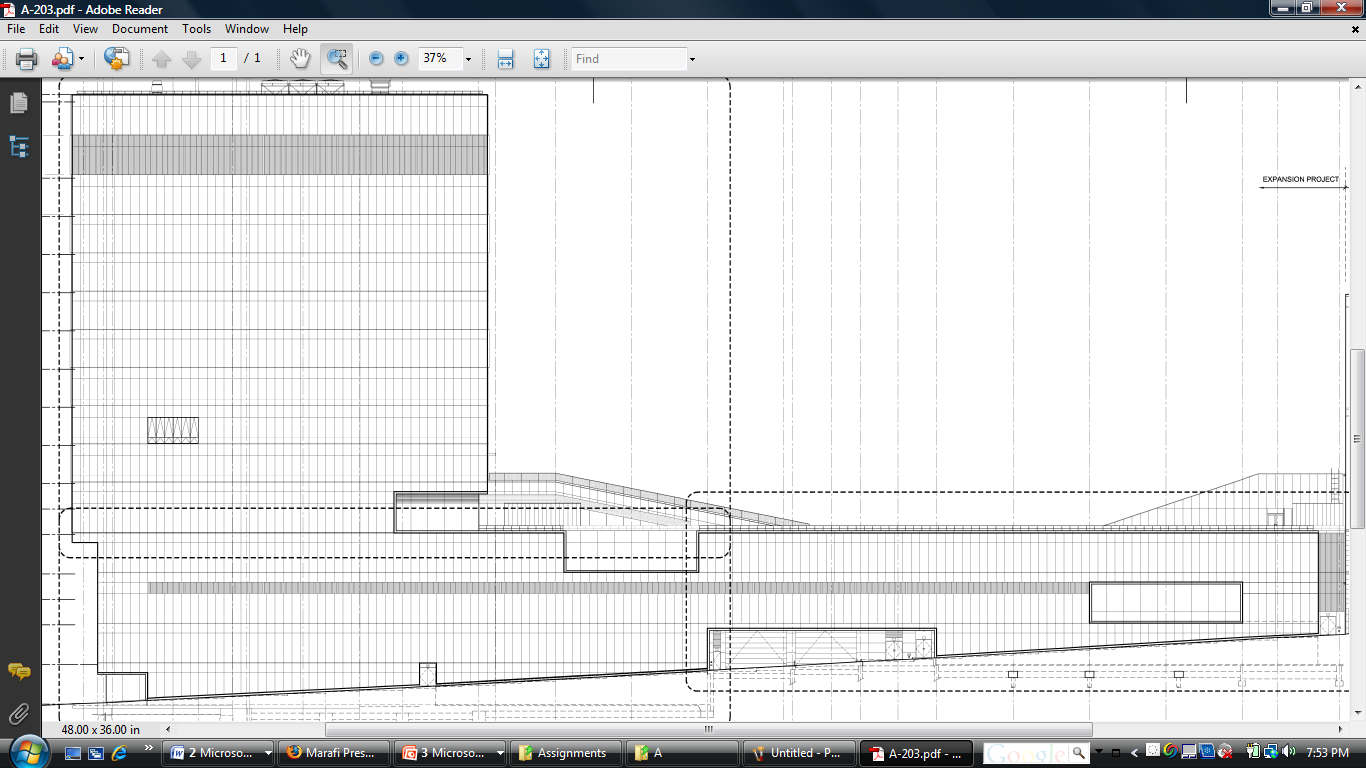 A-203.pdf - Adobe Reader
File Edit View Document Tools Window Help
1 / 1 37% Find
EXPANSION PROJECT
48.00 x 36.00 in
2 Microso... Marafi Pres... 3 Microso... Assignments A Untitled - P... A-203.pdf - ... Google 7:53 PM